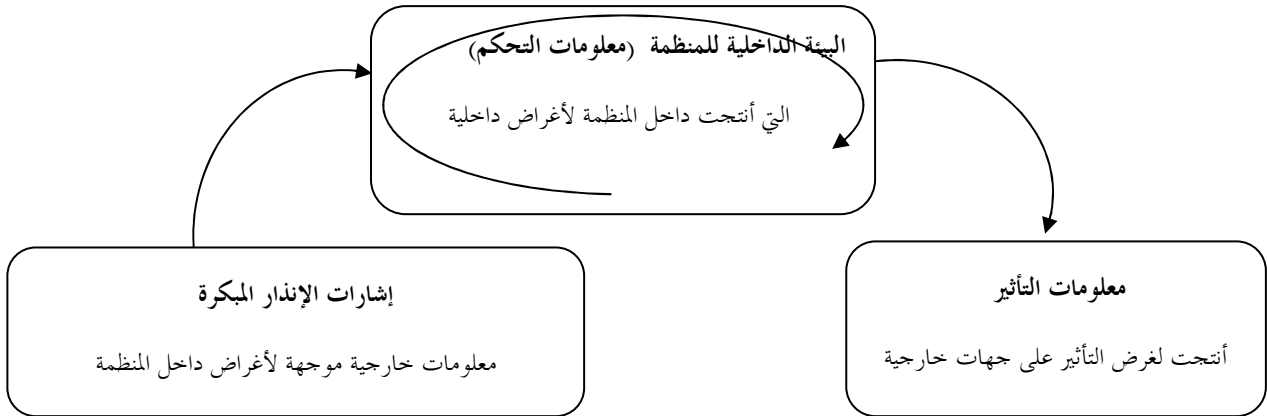 البيئة الداخلية للمنظمة (معلومات التحكم)
التي أنتجت داخل المنظمة لأغراض داخلية
معلومات التأثير
أنتجت لغرض التأثير على جهات خارجية
إشارات الإنذار المبكرة
معلومات خارجية موجهة لأغراض داخل المنظمة